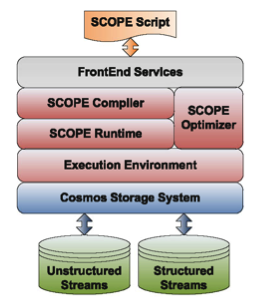 SCOPE Script
FrontEnd Services
SCOPE Compiler
SCOPE Runtime
SCOPE
Optimizer
Execution Environment
Cosmos Storage System
Unstructured
Streams
Structured
Streams